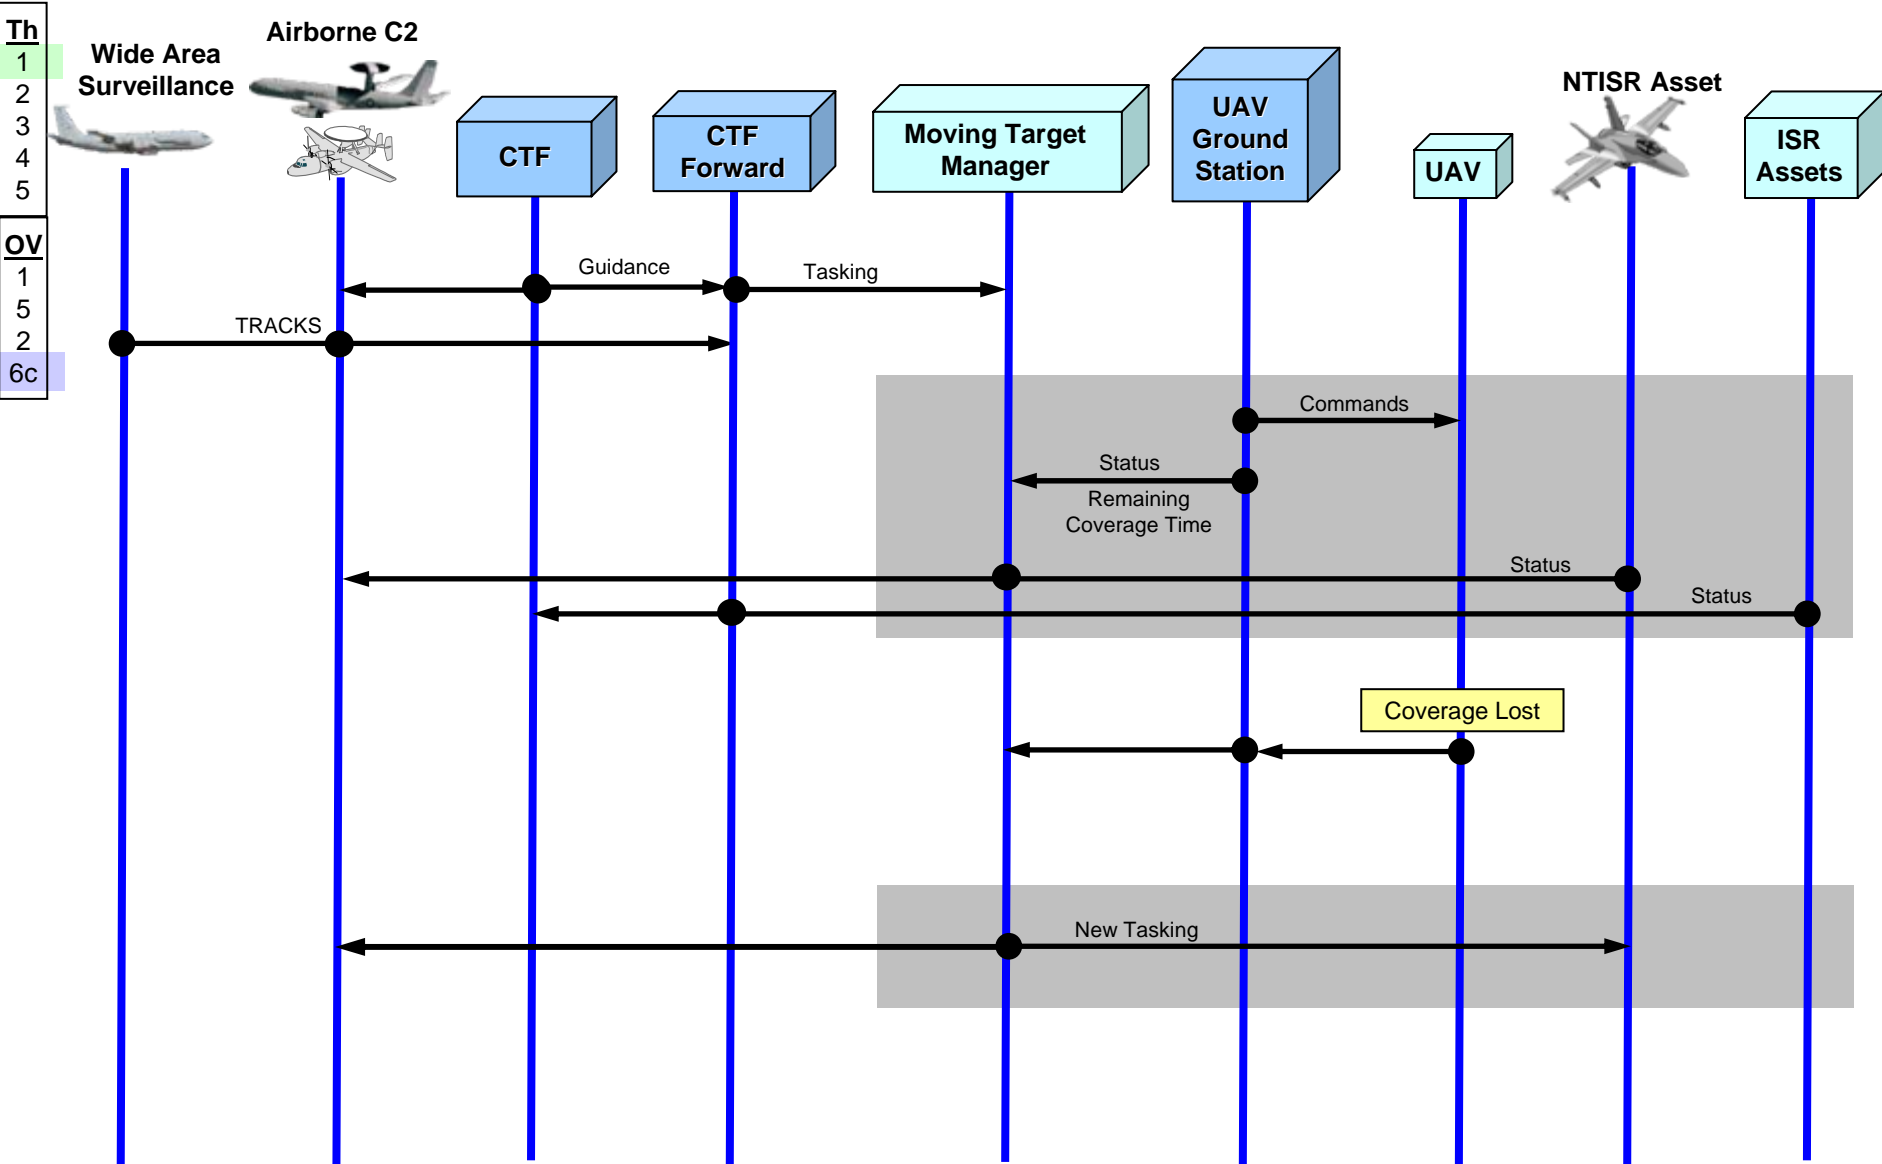 Th
1
2
3
4
5
OV
1
5
2
6c
Wide Area
Surveillance
Airborne C2
CTF
CTF
Forward
Moving Target
Manager
UAV
Ground
Station
UAV
NTISR Asset
ISR
Assets
Guidance
Tasking
TRACKS
Commands
Status
Remaining
Coverage Time
Status
Status
Coverage Lost
New Tasking